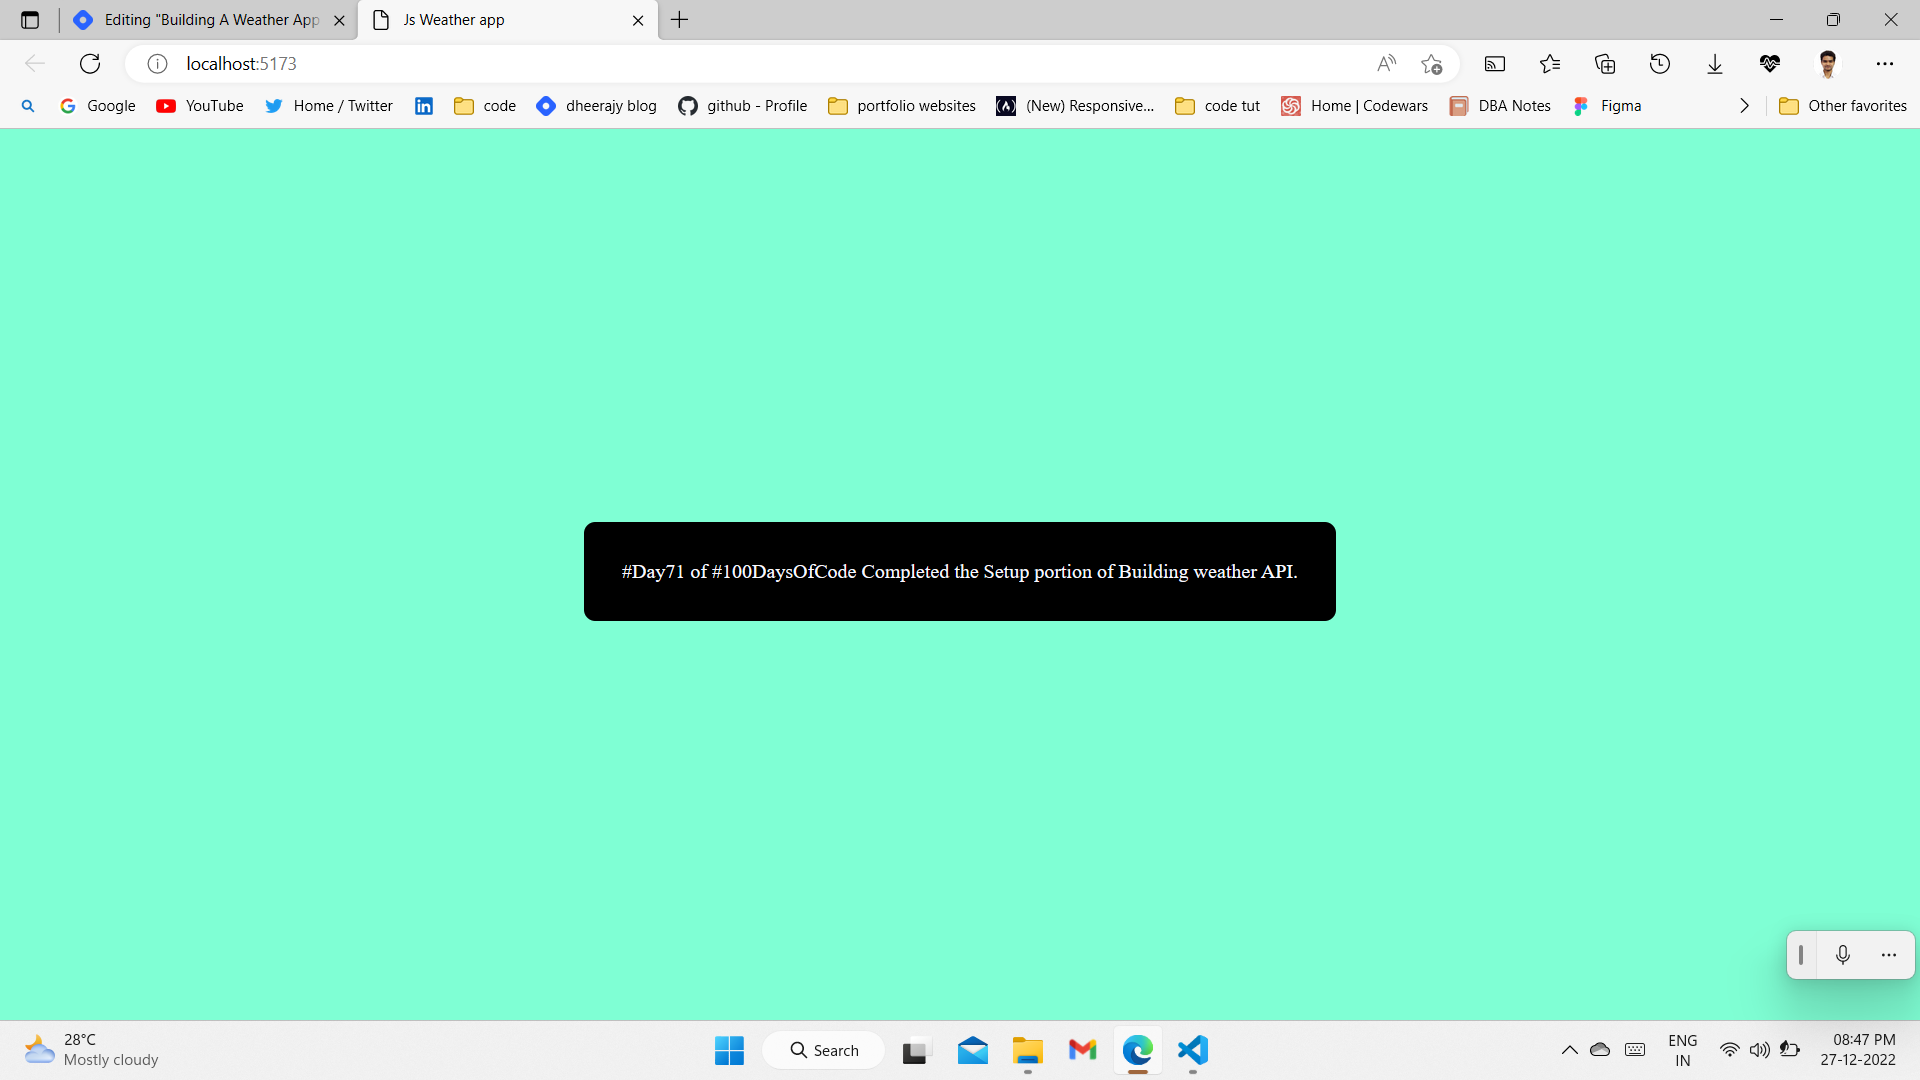 Editing "Building A Weather App
Js Weather app
localhost:5173
Google
YouTube
Home / Twitter
code
dheerajy blog
github - Profile
portfolio websites
(New) Responsive...
code tut
Home | Codewars
DBA Notes
Figma
Other favorites
#Day71 of #100DaysOfCode Completed the Setup portion of Building weather API.
28°C
Mostly cloudy
Search
ENG
IN
08:47 PM
27-12-2022